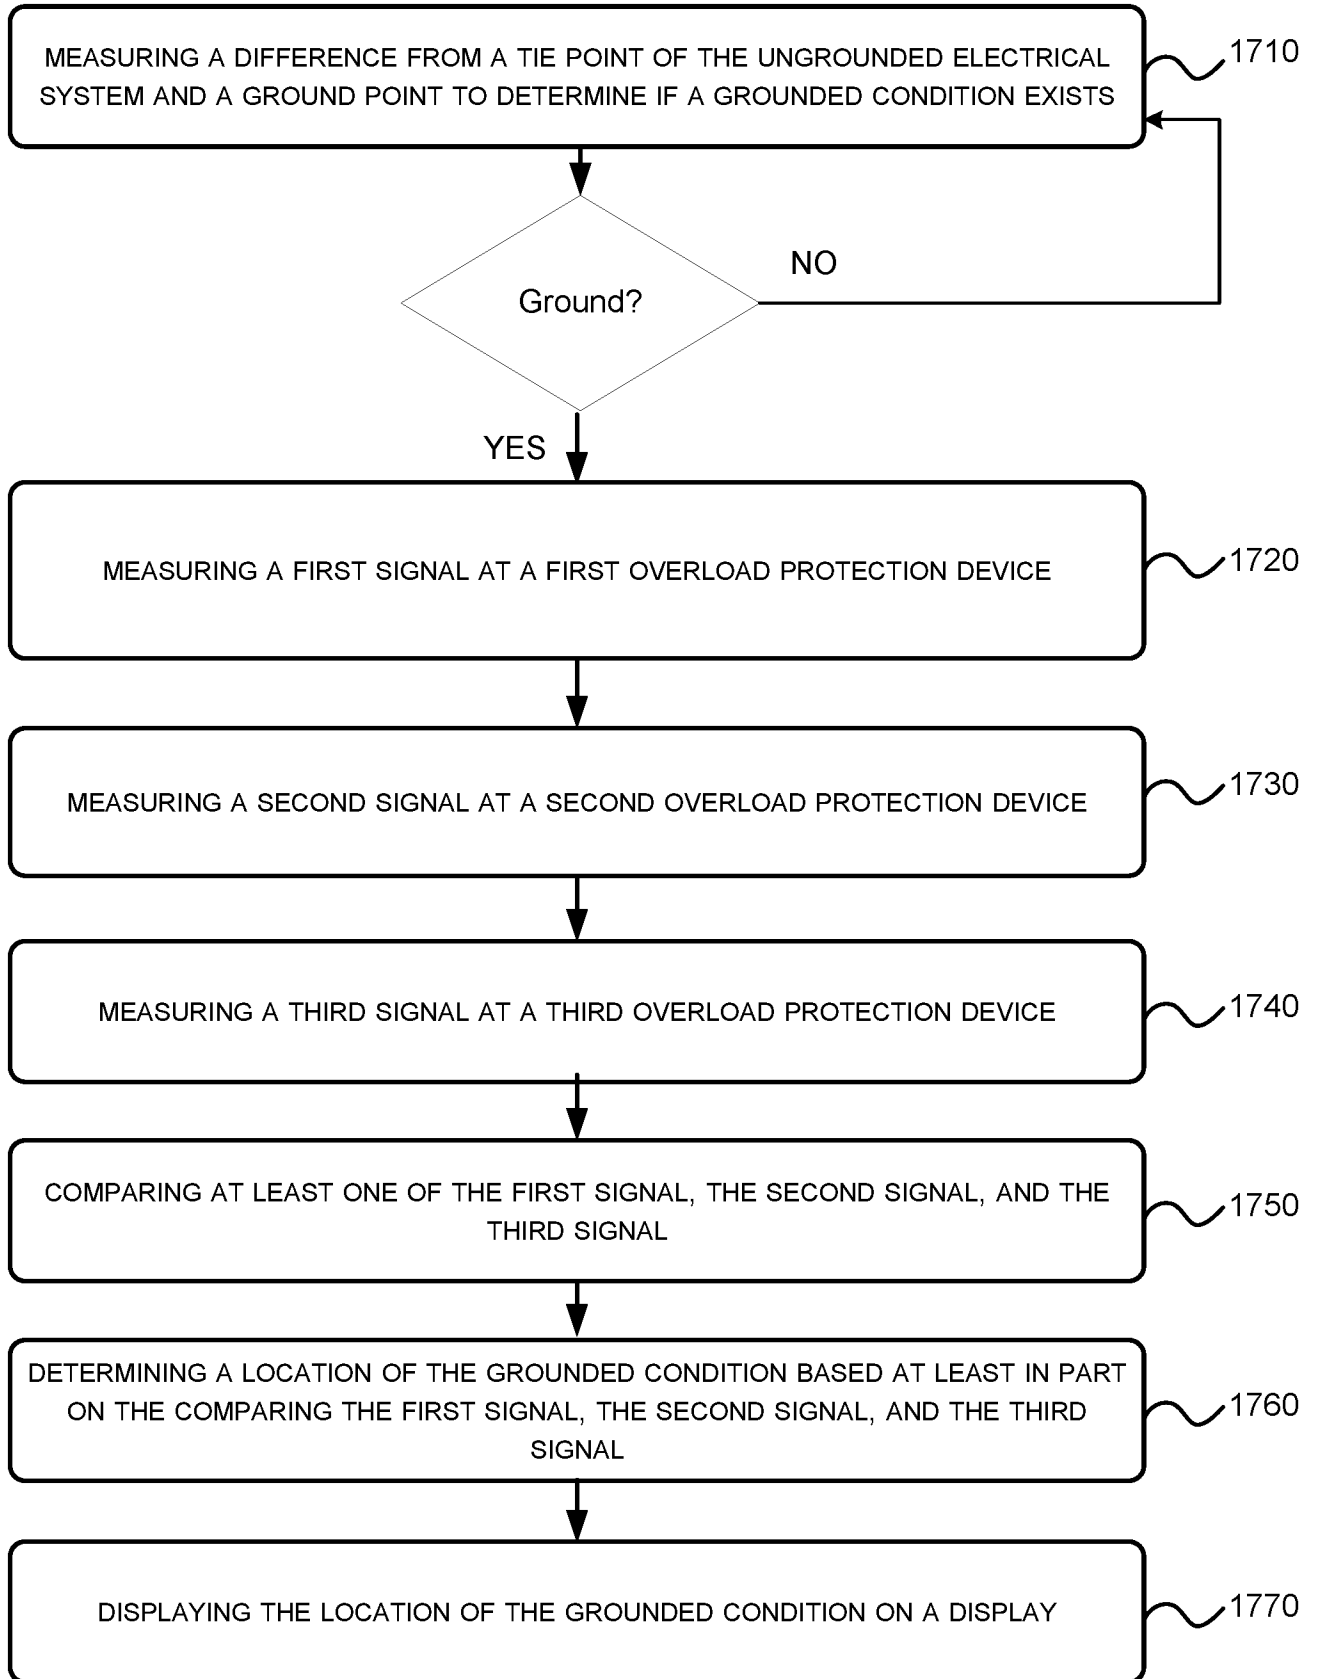 MEASURING A DIFFERENCE FROM A TIE POINT OF THE UNGROUNDED ELECTRICAL
SYSTEM AND A GROUND POINT TO DETERMINE IF A GROUNDED CONDITION EXISTS
1710
Ground?
NO
YES
MEASURING A FIRST SIGNAL AT A FIRST OVERLOAD PROTECTION DEVICE
1720
MEASURING A SECOND SIGNAL AT A SECOND OVERLOAD PROTECTION DEVICE
1730
MEASURING A THIRD SIGNAL AT A THIRD OVERLOAD PROTECTION DEVICE
1740
COMPARING AT LEAST ONE OF THE FIRST SIGNAL, THE SECOND SIGNAL, AND THE
THIRD SIGNAL
1750
DETERMINING A LOCATION OF THE GROUNDED CONDITION BASED AT LEAST IN PART
ON THE COMPARING THE FIRST SIGNAL, THE SECOND SIGNAL, AND THE THIRD
SIGNAL
1760
DISPLAYING THE LOCATION OF THE GROUNDED CONDITION ON A DISPLAY
1770